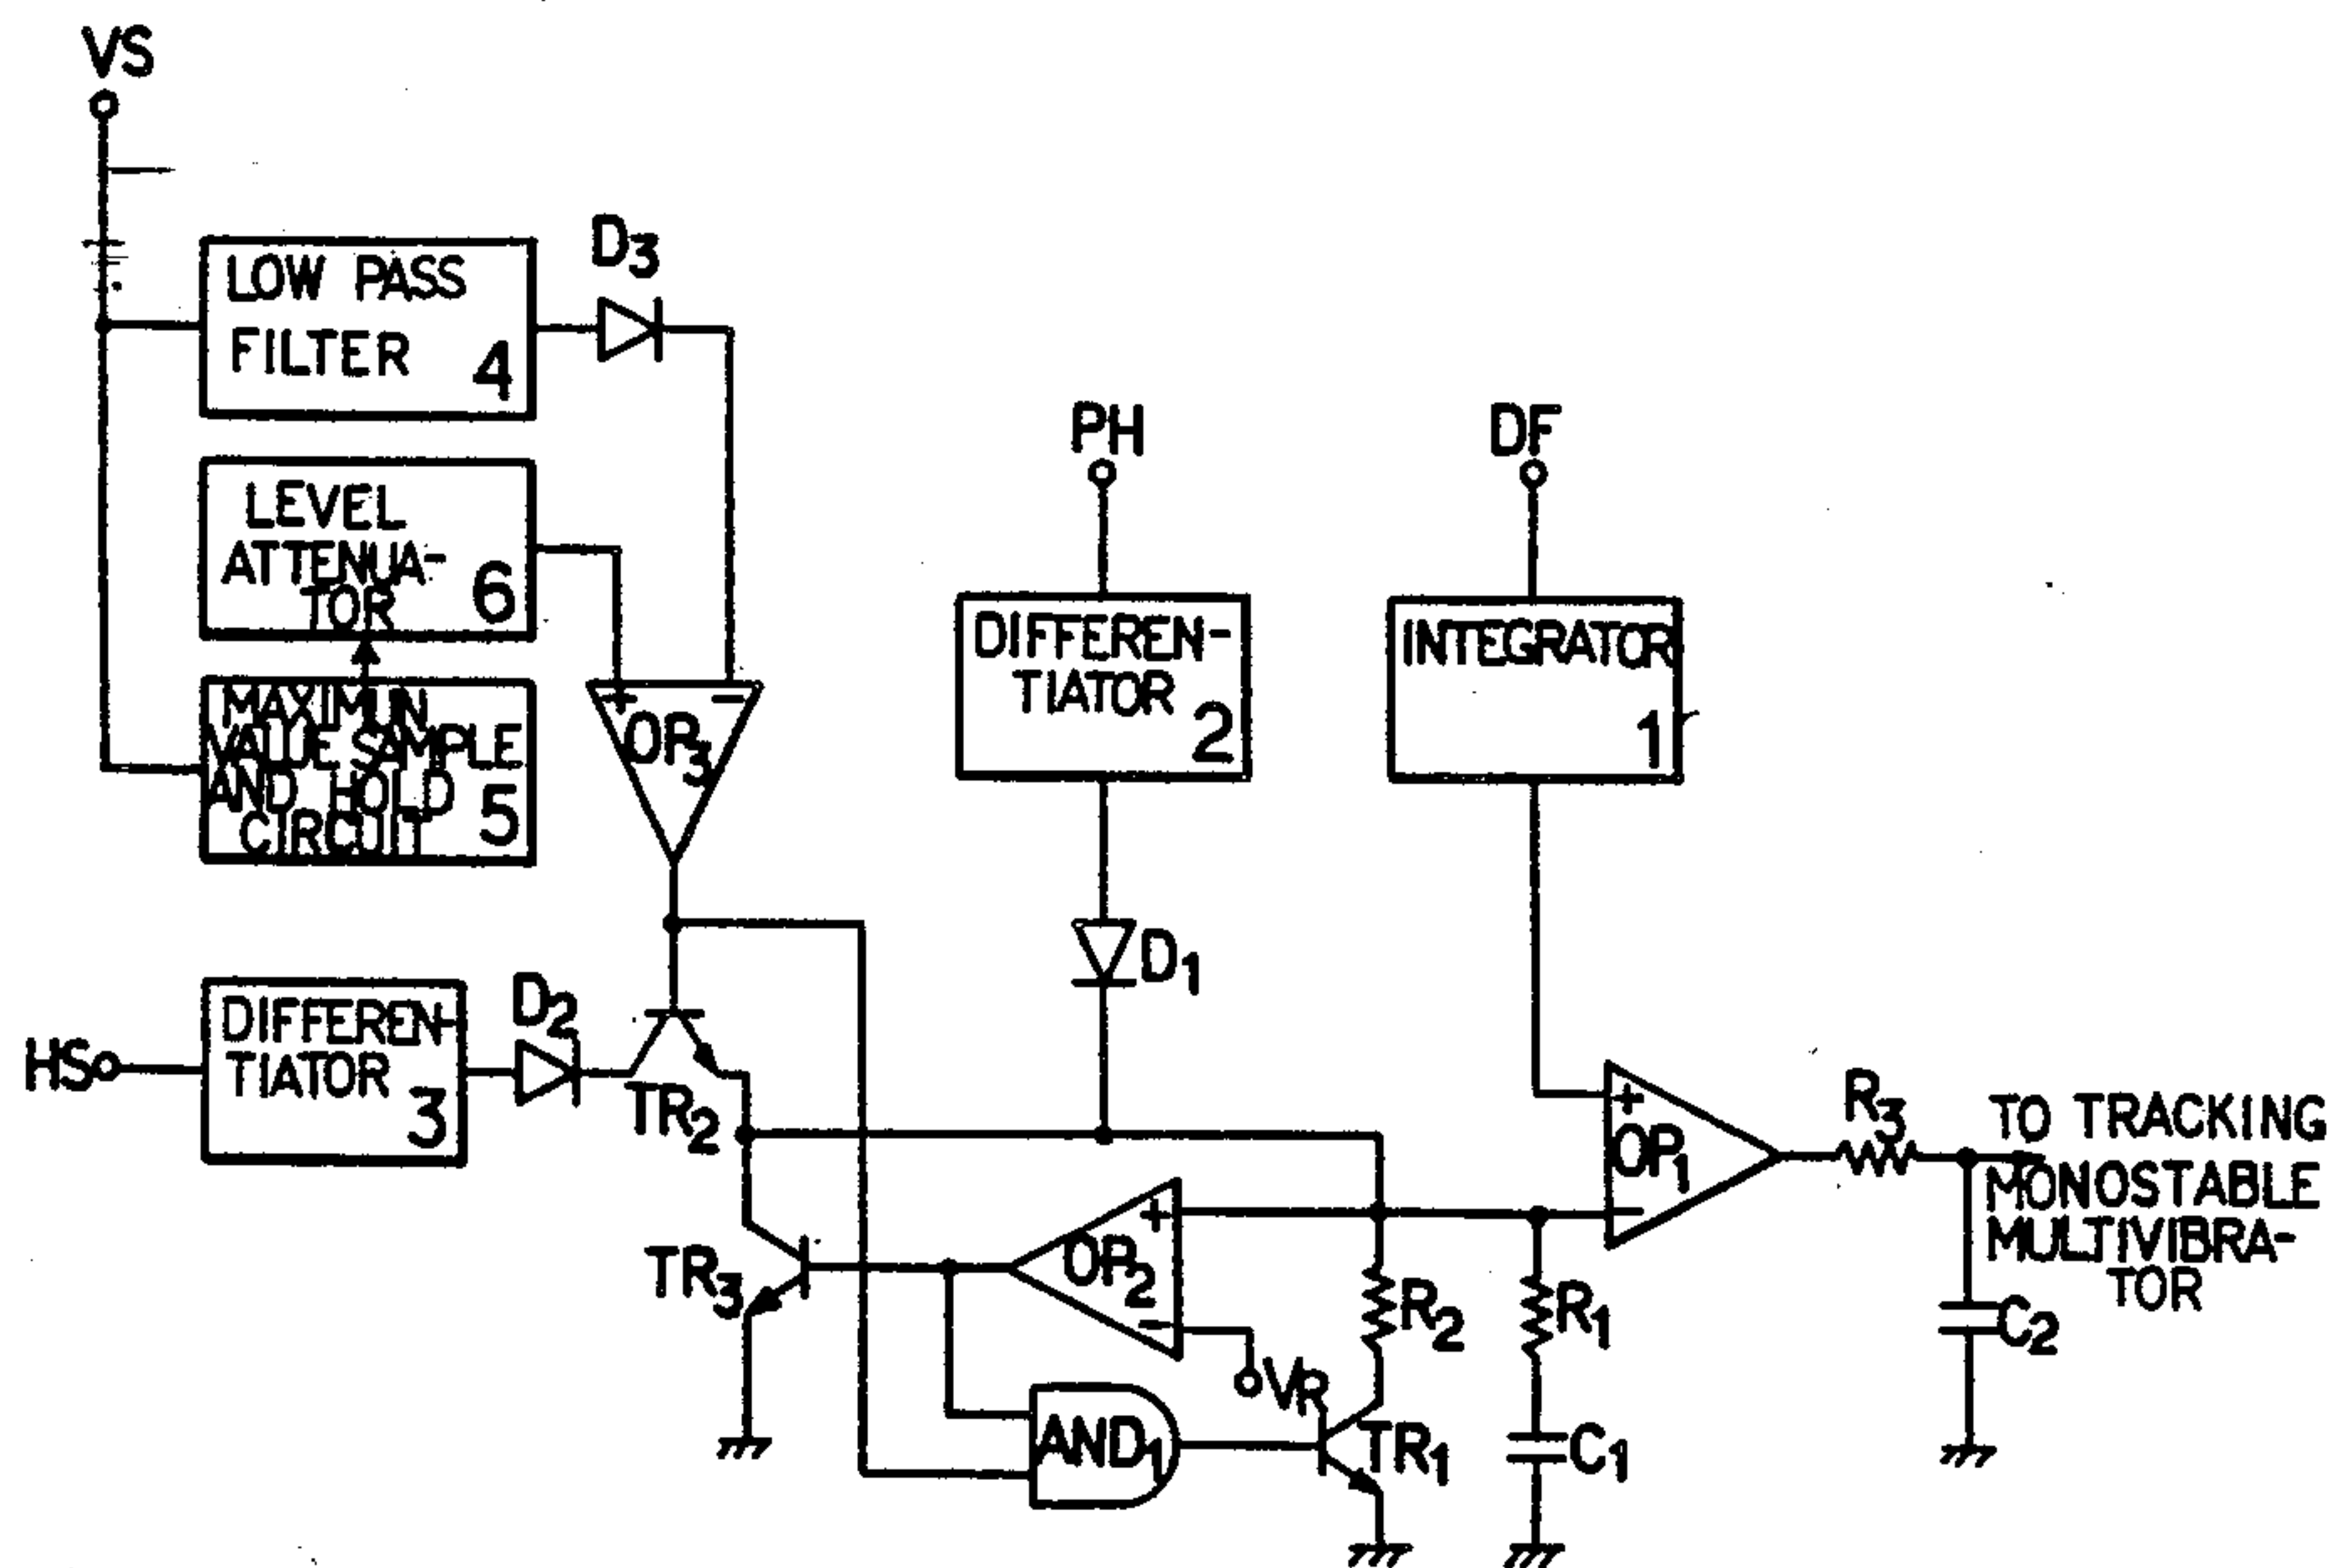 VS
LOW PASS
FILTER 4
D3
LEVEL
ATTENUA-
TOR 6
MAXIMUN
VALUE SAMPLE
AND HOLD
CIRCUIT 5
+
-
OP3
PH
DIFFEREN-
TIATOR
2
D1
DF
INTEGRATOR
1
HS
DIFFEREN-
TIATOR
3
D2
TR2
TR3
+
OP2
-
VR
AND1
TR1
R2
R1
C1
+
OP1
-
R3
C2
TO TRACKING
MONOSTABLE
MULTIVIBRA-
TOR